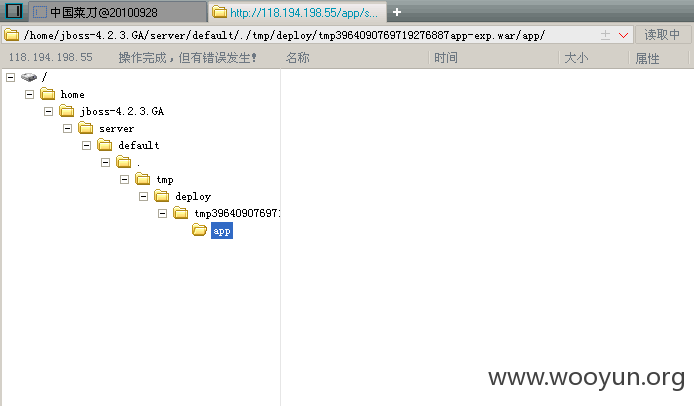 中国菜刀@20100928
http://118.194.198.55/app/s...
/home/jboss-4.2.3.GA/server/default/./tmp/deploy/tmp3964090769719276887app-exp.war/app/
读取中
118.194.198.55 操作完成,但有错误发生! 名称 时间 大小 属性
/
home
jboss-4.2.3.GA
server
default
.
tmp
deploy
tmp396409076971
app
www.wooyun.org